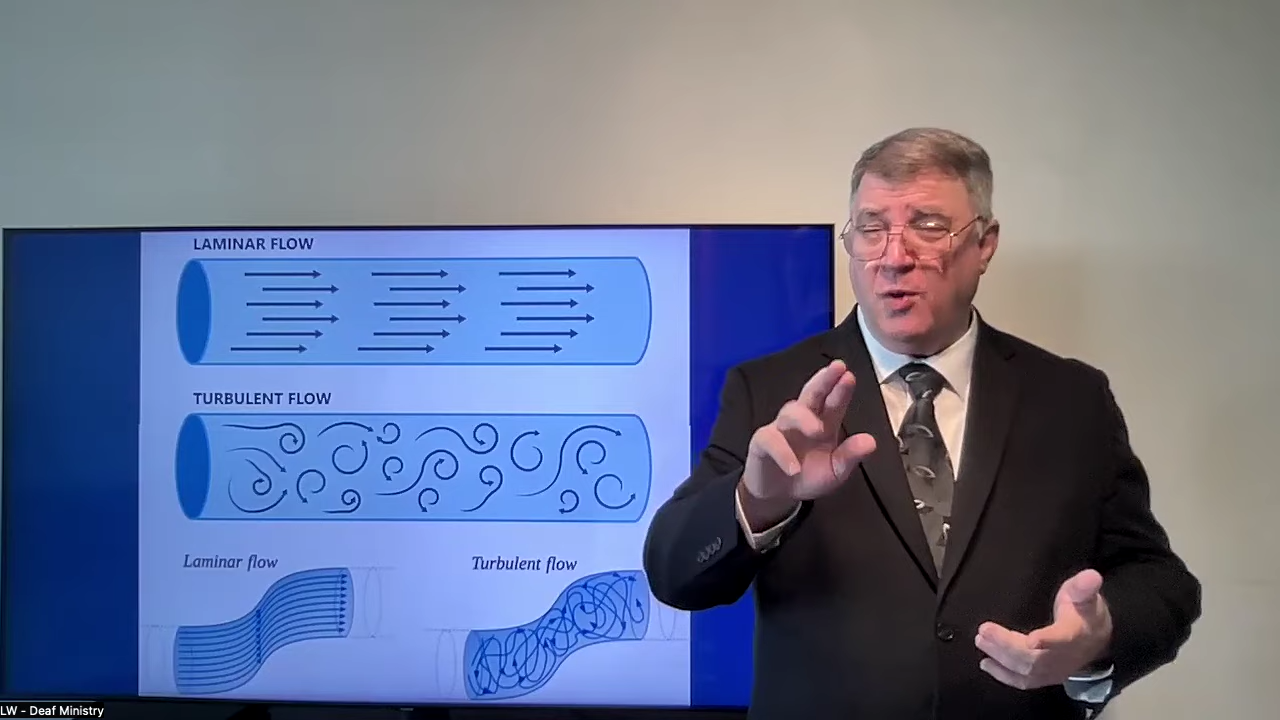 LAMINAR FLOW
TURBULENT FLOW
Laminar flow
Turbulent flow
LW - Deaf Ministry